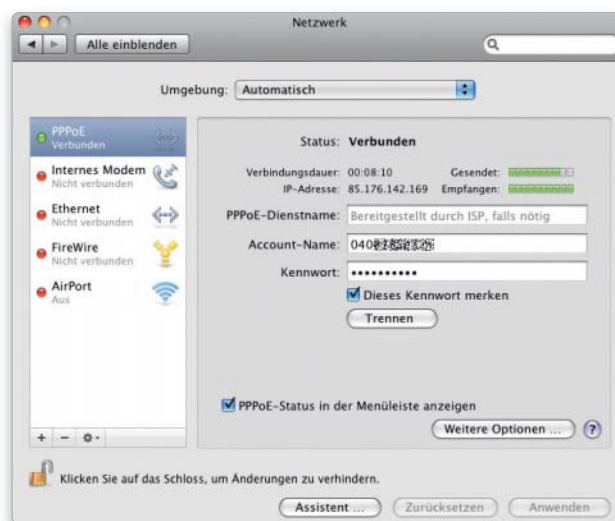 Netzwerk
Alle einblenden
Umgebung: Automatisch
PPPoE
Verbunden
Internes Modem
Nicht verbunden
Ethernet
Nicht verbunden
FireWire
Nicht verbunden
AirPort
Aus
Status: Verbunden
Verbindungsdauer: 00:08:10 Gesendet:
IP-Adresse: 85.176.142.169 Empfangen:
PPPoE-Dienstname: Bereitgestellt durch ISP, falls nötig
Account-Name:
Kennwort: ••••••••••
Dieses Kennwort merken
Trennen
PPPoE-Status in der Menüleiste anzeigen
Weitere Optionen ... ?
+ −
Klicken Sie auf das Schloss, um Änderungen zu verhindern.
Assistent ... Zurücksetzen Anwenden